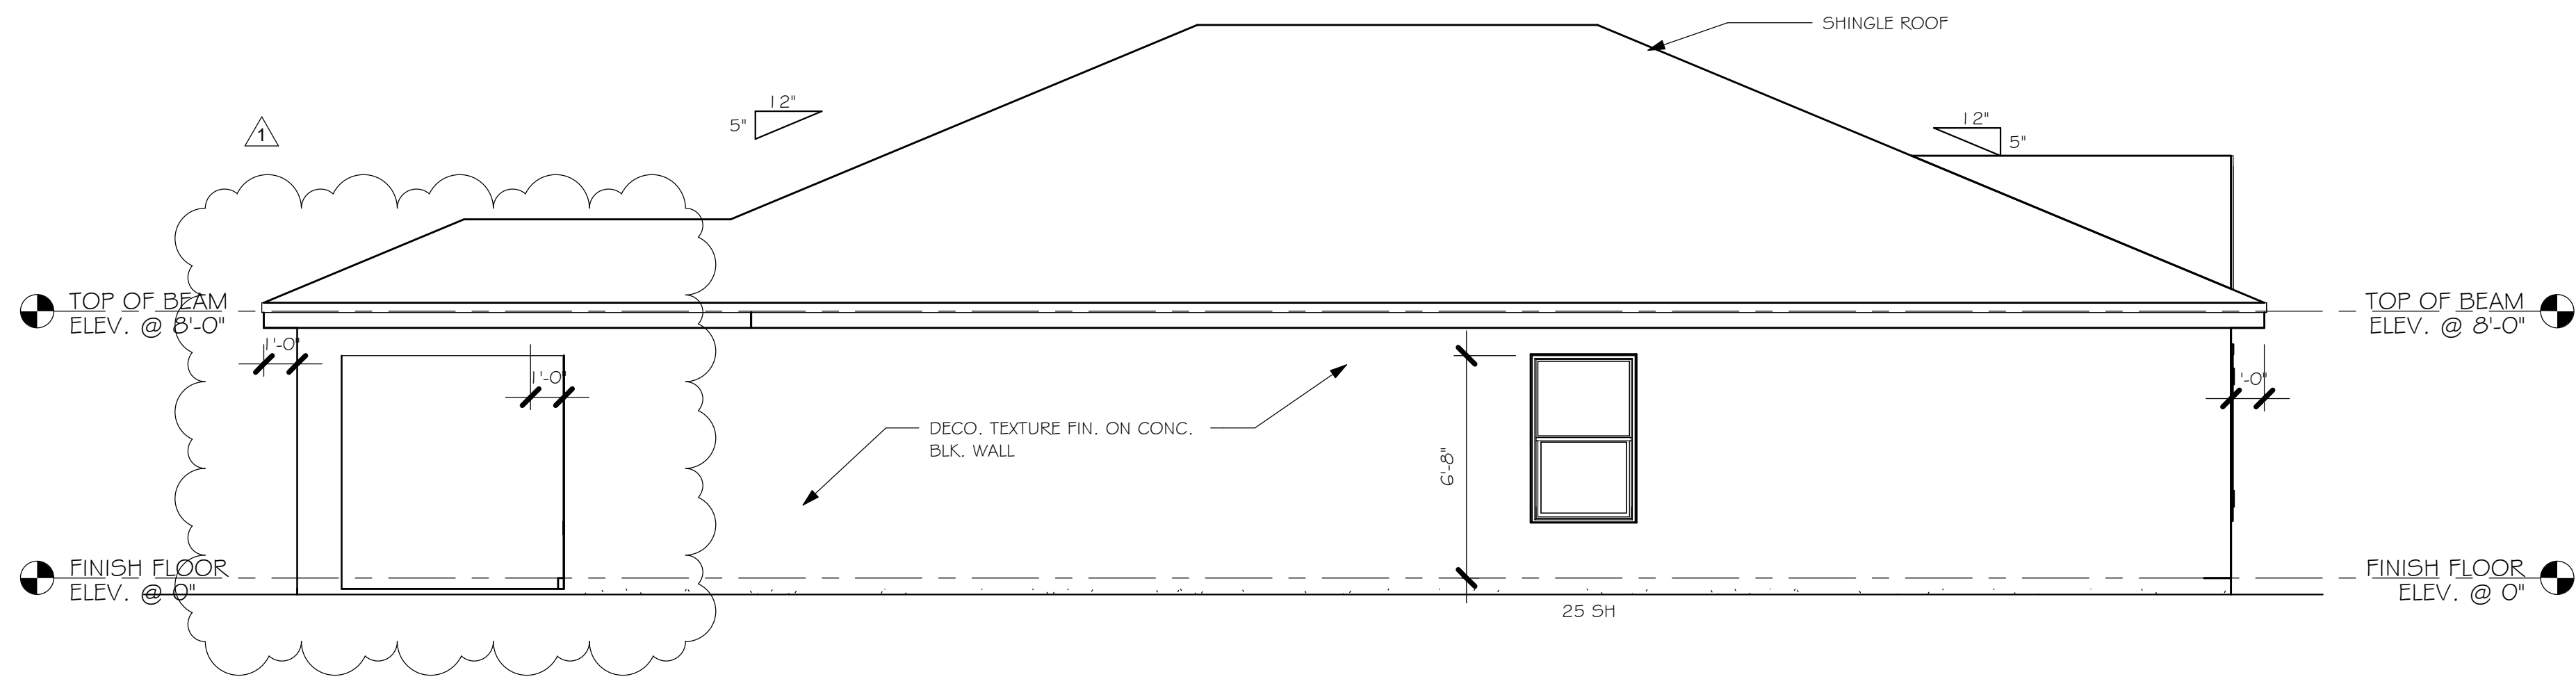 SHINGLE ROOF
12"
5"
12"
5"
1
TOP OF BEAM
ELEV. @ 8'-0"
TOP OF BEAM
ELEV. @ 8'-0"
1'-0"
1'-0"
1'-0"
DECO. TEXTURE FIN. ON CONC.
BLK. WALL
6'-8"
FINISH FLOOR
ELEV. @ 0"
FINISH FLOOR
ELEV. @ 0"
25 SH